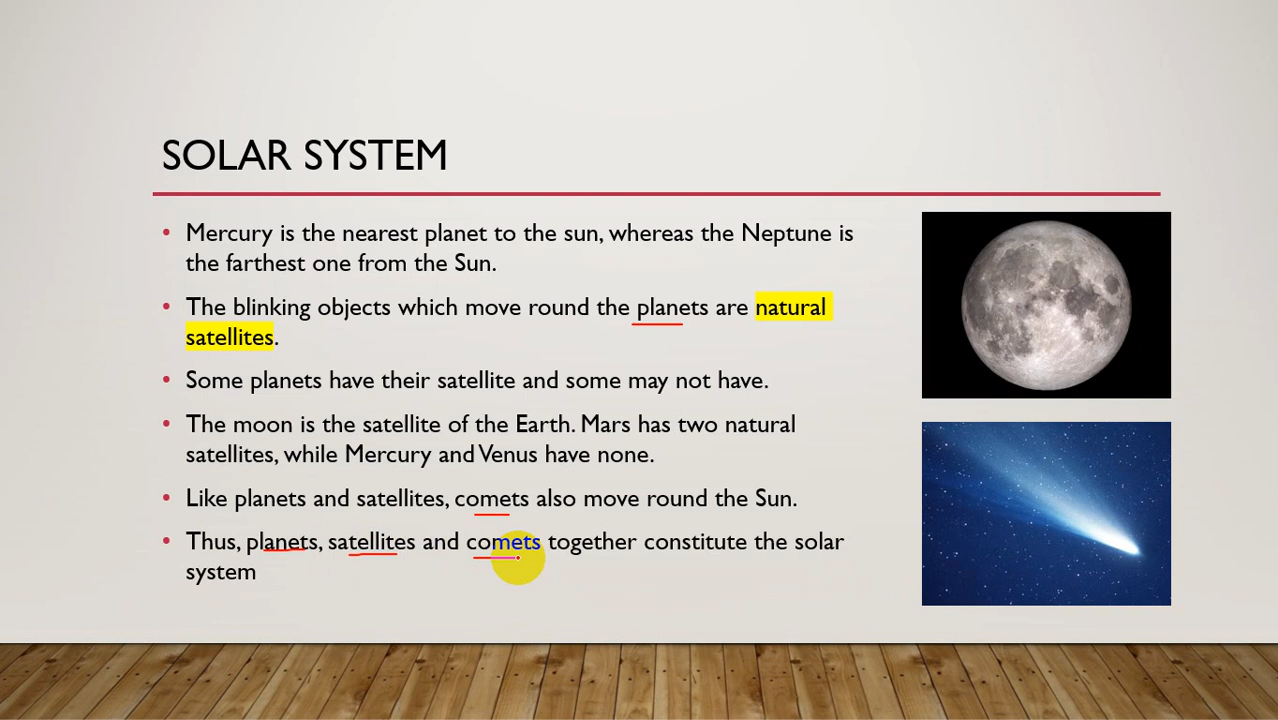 SOLAR SYSTEM
• Mercury is the nearest planet to the sun, whereas the Neptune is
the farthest one from the Sun.
• The blinking objects which move round the planets are natural
satellites.
• Some planets have their satellite and some may not have.
• The moon is the satellite of the Earth. Mars has two natural
satellites, while Mercury and Venus have none.
• Like planets and satellites, comets also move round the Sun.
• Thus, planets, satellites and comets together constitute the solar
system